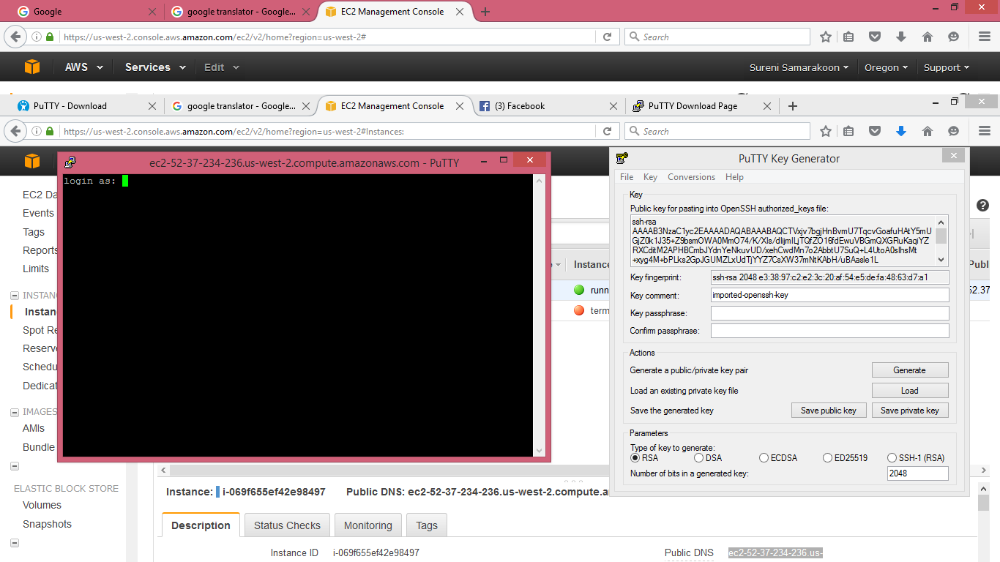 Google
google translator - Google...
EC2 Management Console
https://us-west-2.console.aws.amazon.com/ec2/v2/home?region=us-west-2#
Search
AWS
Services
Edit
Sureni Samarakoon
Oregon
Support
PuTTY - Download
google translator - Google...
EC2 Management Console
(3) Facebook
PuTTY Download Page
https://us-west-2.console.aws.amazon.com/ec2/v2/home?region=us-west-2#Instances:
Search
ec2-52-37-234-236.us-west-2.compute.amazonaws.com - PuTTY
login as:
EC2 Da
Events
Tags
Reports
Limits
INSTANC
Instan
Spot Re
Reserve
Schedu
Dedicat
IMAGES
AMIs
Bundle
ELASTIC BLOCK STORE
Volumes
Snapshots
Instance
Publ
runn
52.37
term
PuTTY Key Generator
File Key Conversions Help
Key
Public key for pasting into OpenSSH authorized_keys file:
ssh-rsa
Key fingerprint:
ssh-rsa 2048 e3:38:97:c2:e2:3c:20:af:54:e5:de:fa:48:63:d7:a1
Key comment:
imported-openssh-key
Key passphrase:
Confirm passphrase:
Actions
Generate a public/private key pair
Generate
Load an existing private key file
Load
Save the generated key
Save public key
Save private key
Parameters
Type of key to generate:
RSA
DSA
ECDSA
ED25519
SSH-1 (RSA)
Number of bits in a generated key:
2048
Instance: i-069f655ef42e98497 Public DNS: ec2-52-37-234-236.us-west-2.compute.a
Description
Status Checks
Monitoring
Tags
Instance ID i-069f655ef42e98497
Public DNS ec2-52-37-234-236.us-